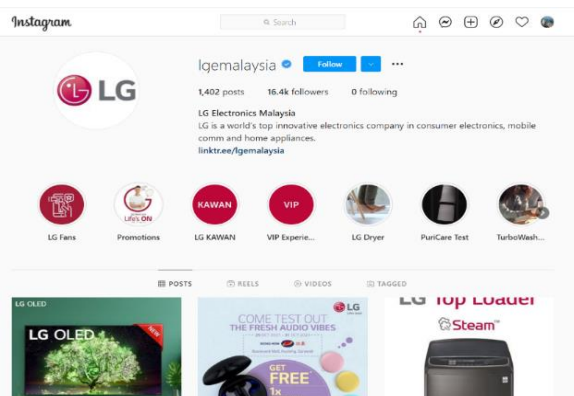 Instagram
Search
lgemalaysia
Follow
1,402 posts 16.4k followers 0 following
LG Electronics Malaysia
LG is a world's top innovative electronics company in consumer electronics, mobile
comm and home appliances.
linktr.ee/lgemalaysia
LG
Life's ON
KAWAN
VIP
LG Fans
Promotions
LG KAWAN
VIP Experie...
LG Dryer
PuriCare Test
TurboWash...
POSTS
REELS
VIDEOS
TAGGED
LG OLED
LG OLED
LG
COME TEST OUT
THE FRESH AUDIO VIBES
GET
FREE
1x
LG Top Loader
Steam™